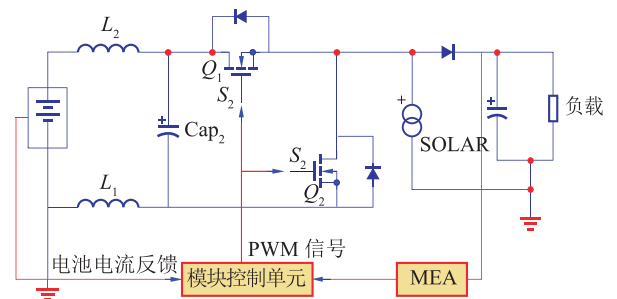 L₂
Q₁
S₂
Cap₂
SOLAR
负载
S₂
Q₂
L₁
PWM 信号
电池电流反馈
模块控制单元
MEA